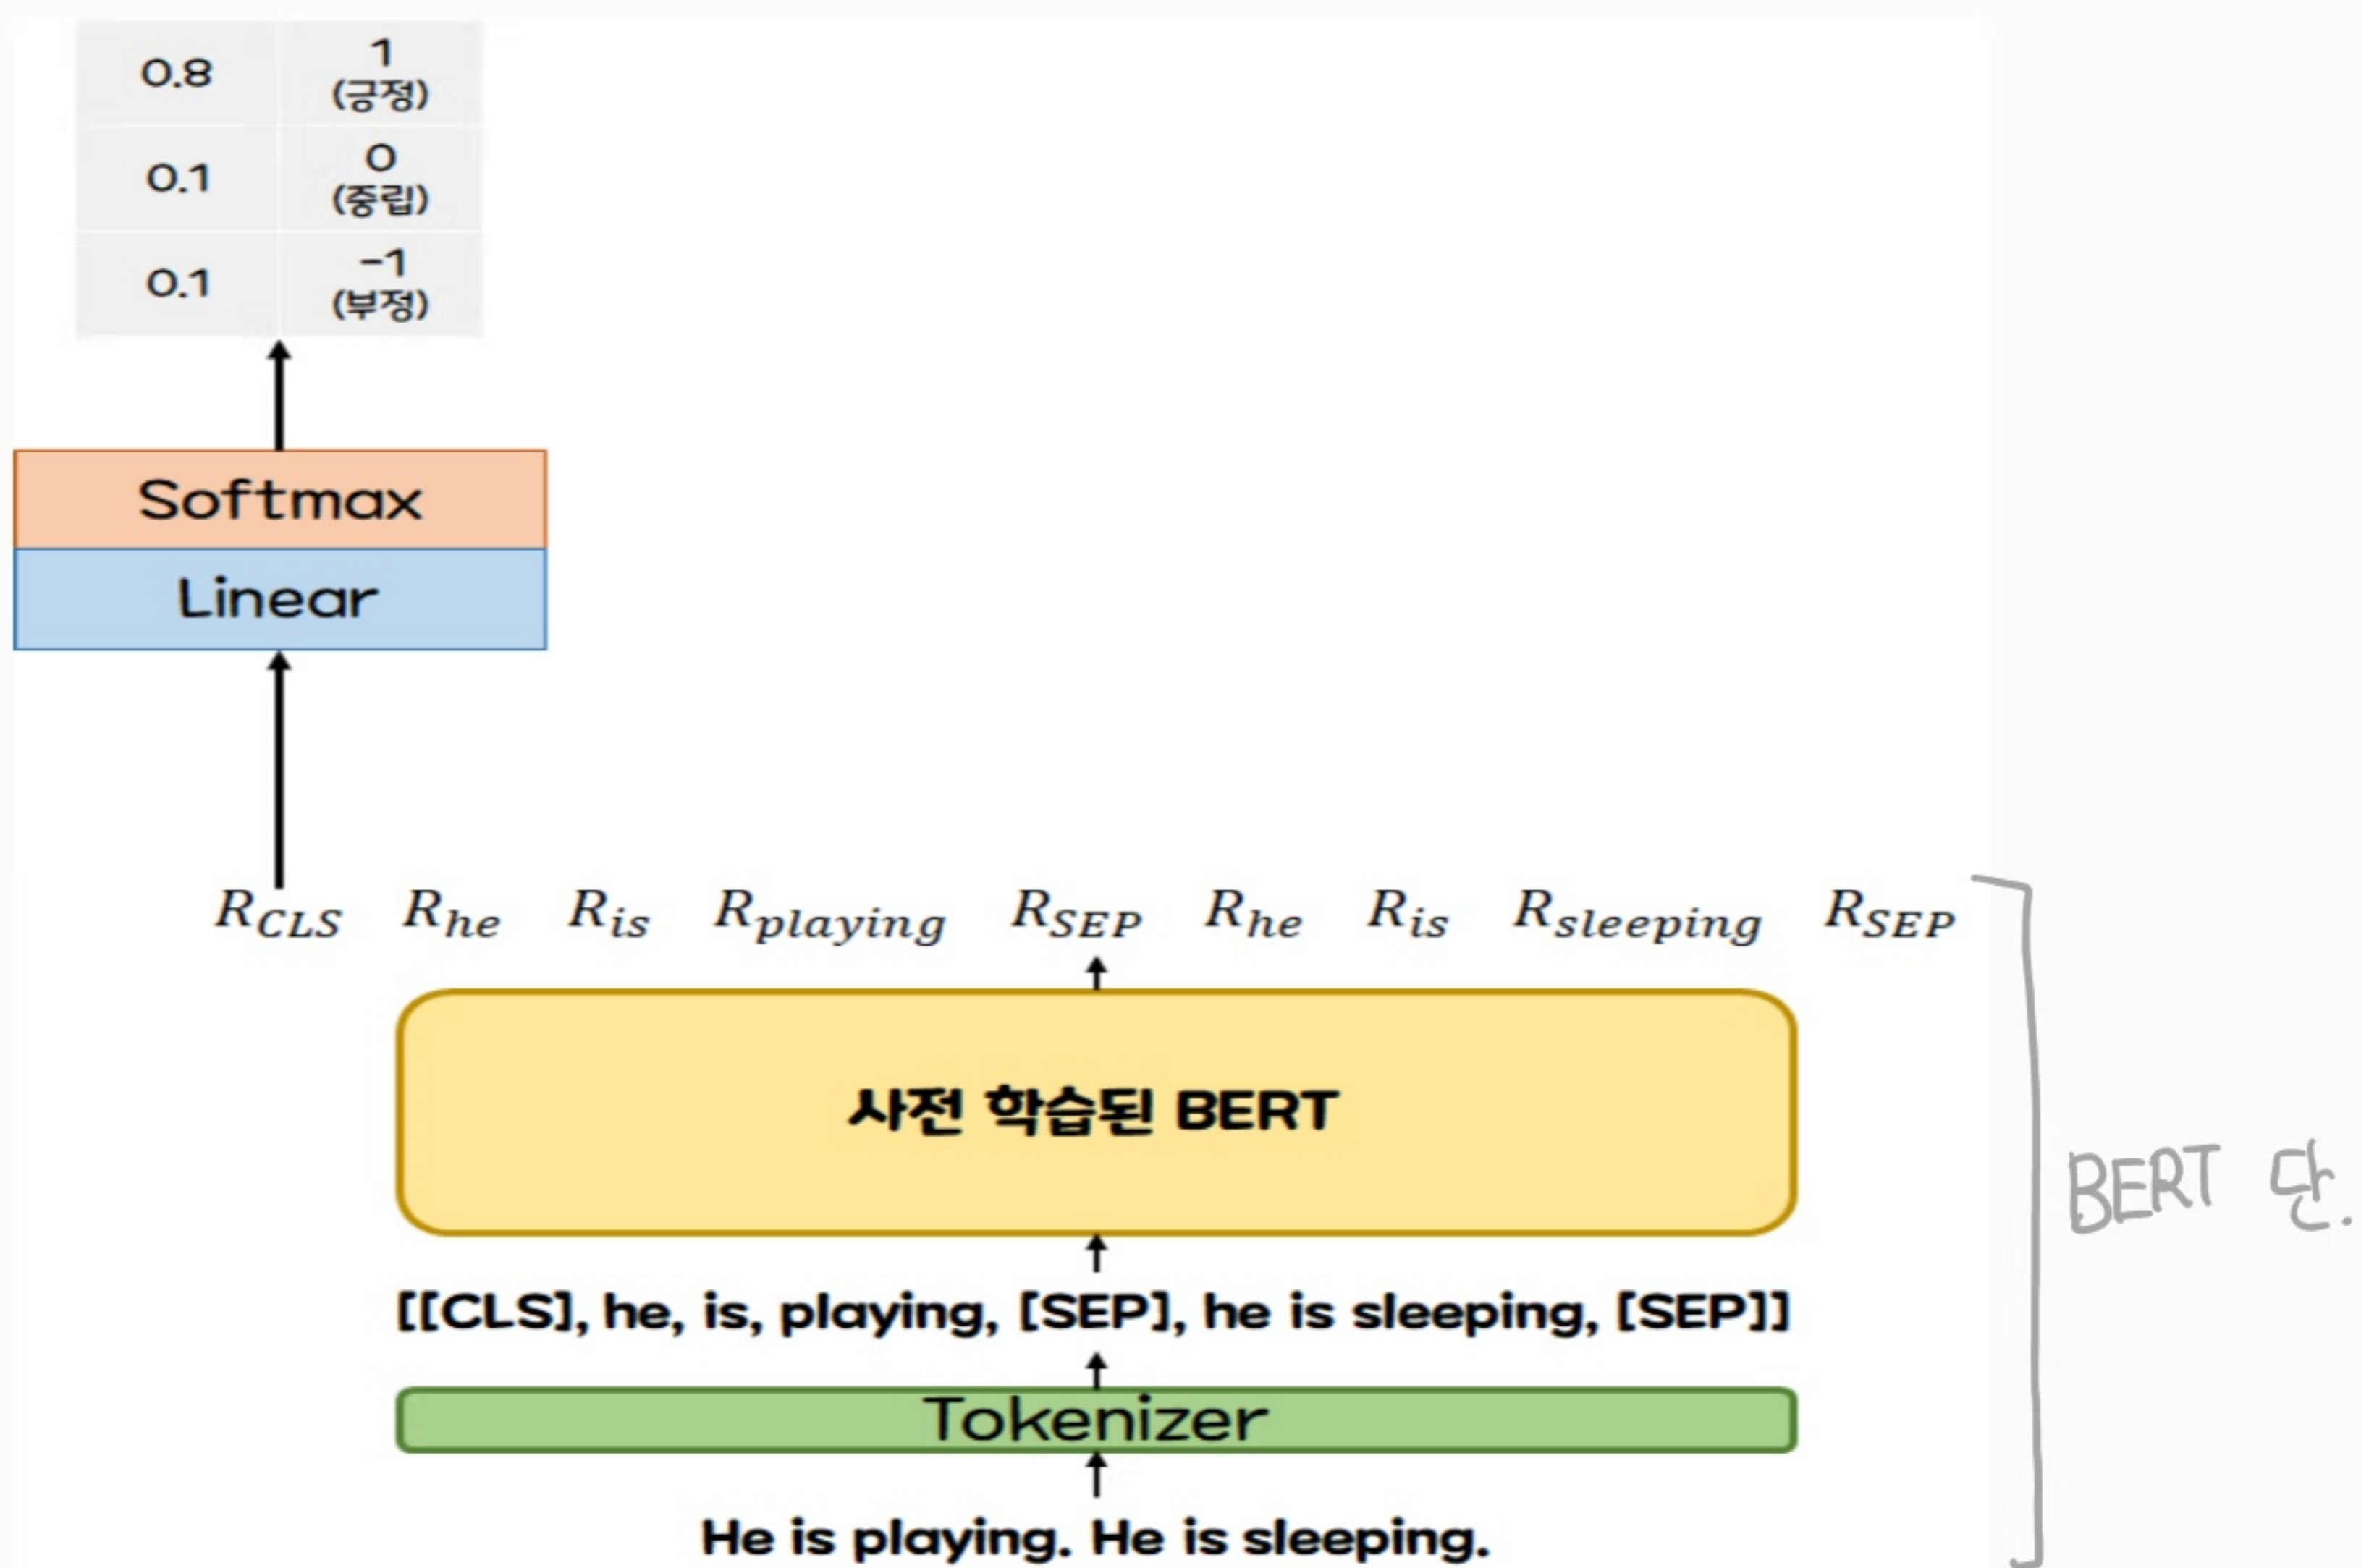 0.8 1
(긍정)
0.1 0
(중립)
0.1 -1
(부정)
Softmax
Linear
R_CLS R_he R_is R_playing R_SEP R_he R_is R_sleeping R_SEP
사전 학습된 BERT
[[CLS], he, is, playing, [SEP], he is sleeping, [SEP]]
BERT 단.
Tokenizer
He is playing. He is sleeping.